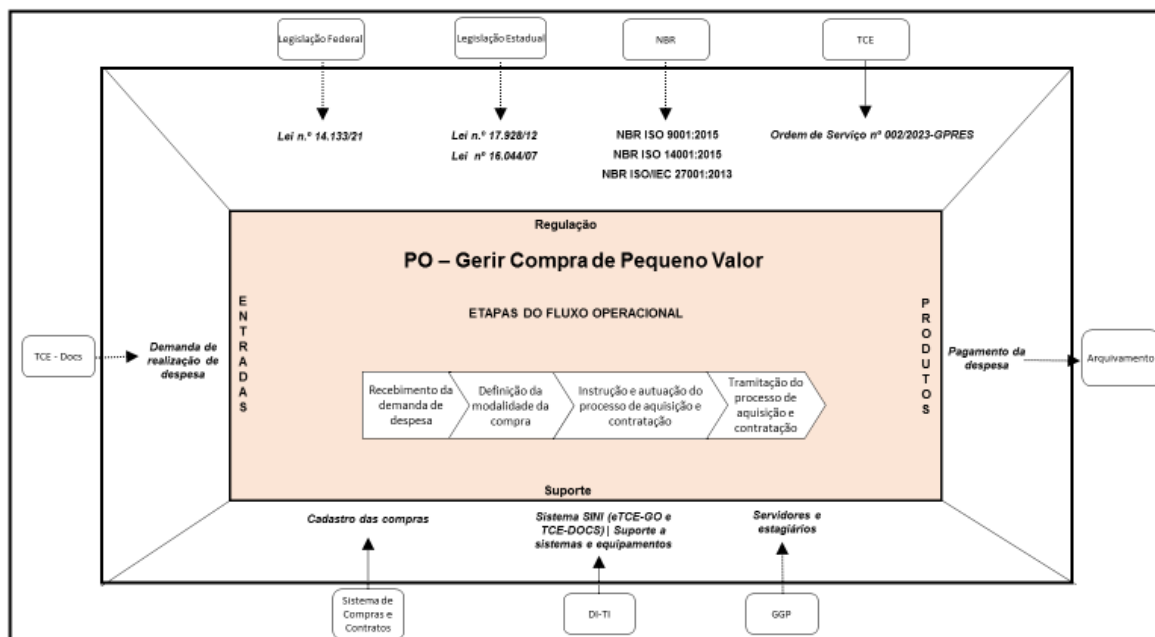 Legislação Federal
Legislação Estadual
NBR
TCE
Lei n.º 14.133/21
Lei n.º 17.928/12
Lei nº 16.044/07
NBR ISO 9001:2015
NBR ISO 14001:2015
NBR ISO/IEC 27001:2013
Ordem de Serviço nº 002/2023-GPRES
Regulação
PO – Gerir Compra de Pequeno Valor
ETAPAS DO FLUXO OPERACIONAL
ENTRADAS
PRODUTOS
TCE - Docs
Demanda de
realização de
despesa
Recebimento da
demanda de
despesa
Definição da
modalidade da
compra
Instrução e autuação do
processo de aquisição e
contratação
Tramitação do
processo de
aquisição e
contratação
Pagamento da
despesa
Arquivamento
Suporte
Cadastro das compras
Sistema SINI (eTCE-GO e
TCE-DOCS)| Suporte a
sistemas e equipamentos
Servidores e
estagiários
Sistema de
Compras e
Contratos
DI-TI
GGP